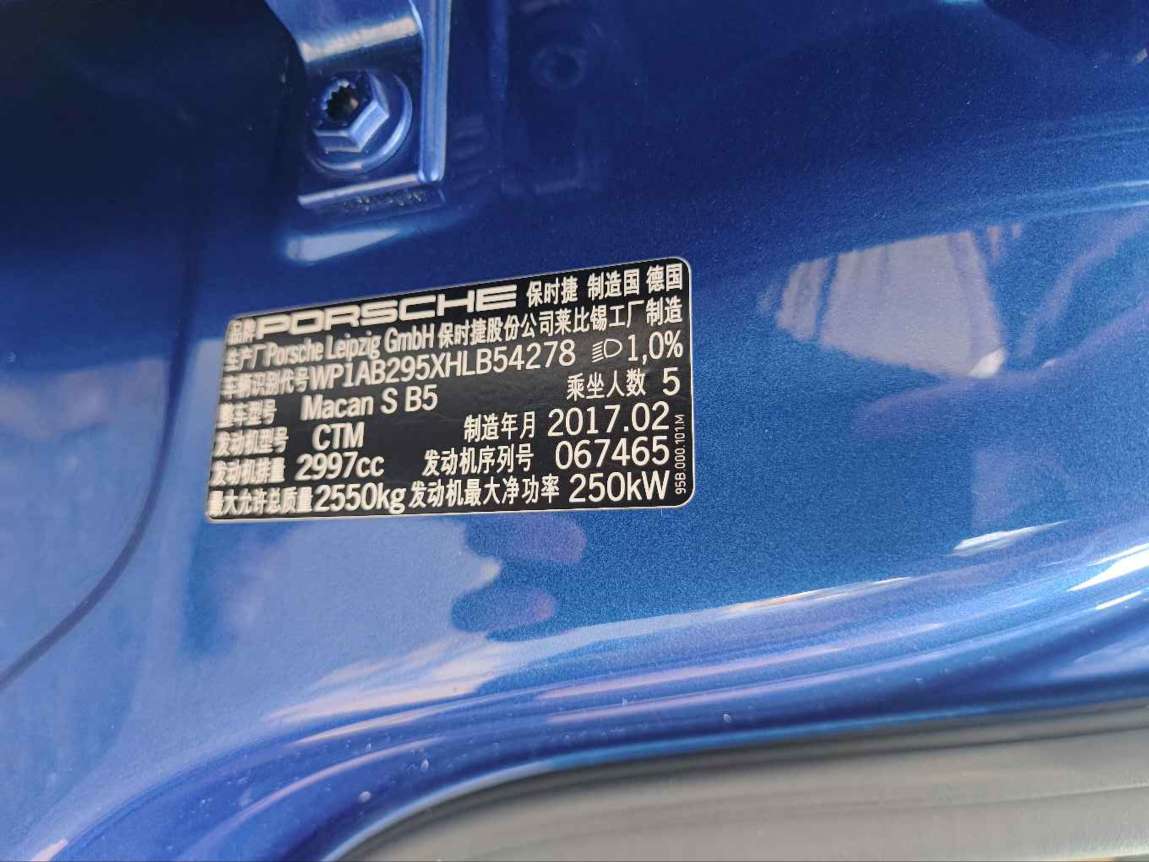 品牌 PORSCHE 保时捷 制造国 德国
生产厂 Porsche Leipzig GmbH 保时捷股份公司莱比锡工厂制造
车辆识别代号 WP1AB295XHLB54278 1,0%
整车型号 Macan S B5 乘坐人数 5
发动机型号 CTM 制造年月 2017.02
发动机排量 2997cc 发动机序列号 067465
最大允许总质量 2550kg 发动机最大净功率 250kW
95B.000.101.M